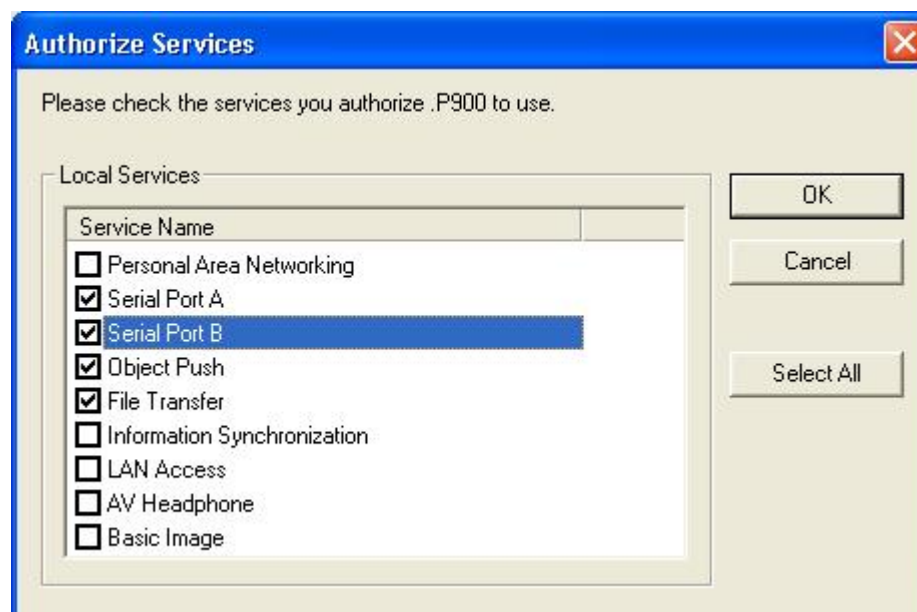 Authorize Services
Please check the services you authorize .P900 to use.
Local Services
Service Name
Personal Area Networking
Serial Port A
Serial Port B
Object Push
File Transfer
Information Synchronization
LAN Access
AV Headphone
Basic Image
OK
Cancel
Select All